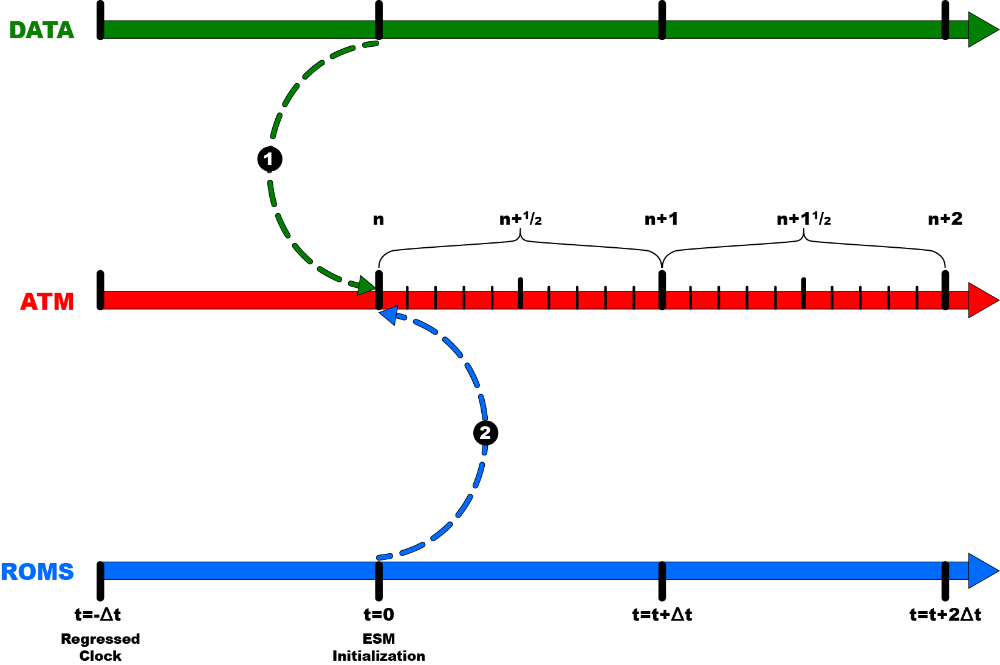 DATA
1
n n+1/2 n+1 n+11/2 n+2
ATM
2
ROMS
t=-Δt t=0 t=t+Δt t=t+2Δt
Regressed ESM
Clock Initialization